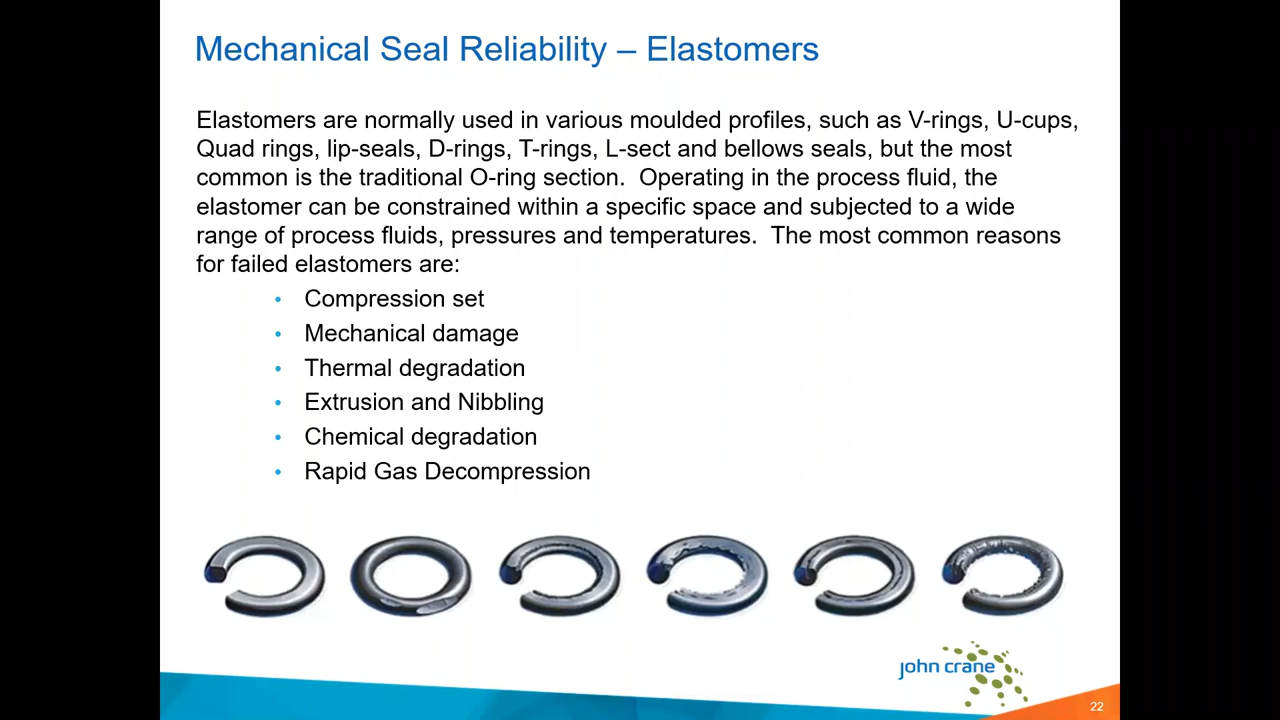 Mechanical Seal Reliability – Elastomers
Elastomers are normally used in various moulded profiles, such as V-rings, U-cups,
Quad rings, lip-seals, D-rings, T-rings, L-sect and bellows seals, but the most
common is the traditional O-ring section.  Operating in the process fluid, the
elastomer can be constrained within a specific space and subjected to a wide
range of process fluids, pressures and temperatures.  The most common reasons
for failed elastomers are:
• Compression set
• Mechanical damage
• Thermal degradation
• Extrusion and Nibbling
• Chemical degradation
• Rapid Gas Decompression
john crane
22